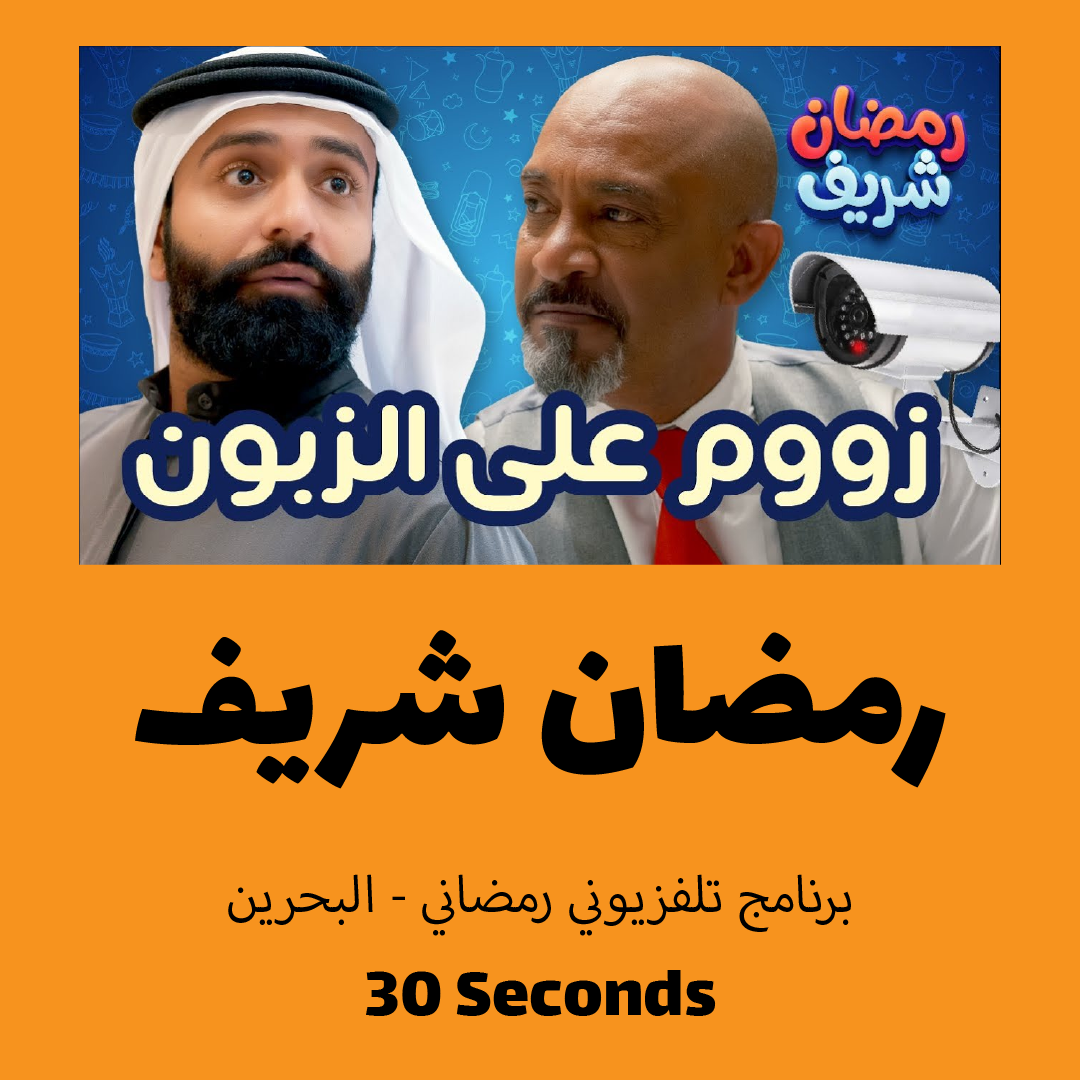 رمضان
شريف
زووم على الزبون
رمضان شريف
برنامج تلفزيوني رمضاني - البحرين
30 Seconds